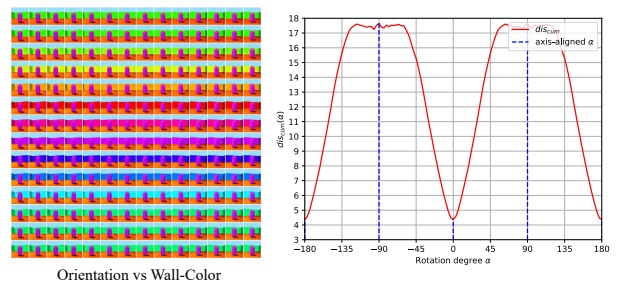 18
17
16
15
14
13
12
11
10
9
8
7
6
5
4
3
dis_cum(α)
dis_cum
axis-aligned α
−180 −135 −90 −45 0 45 90 135 180
Rotation degree α
Orientation vs Wall-Color